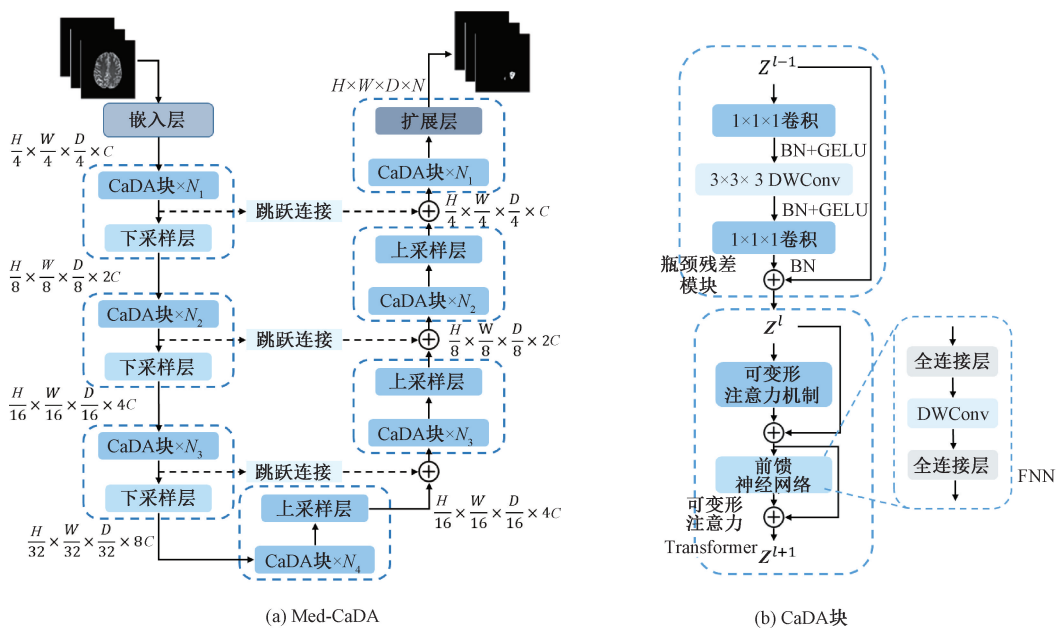 嵌入层
H/4 × W/4 × D/4 × C
CaDA块×N₁
下采样层
H/8 × W/8 × D/8 × 2C
CaDA块×N₂
下采样层
H/16 × W/16 × D/16 × 4C
CaDA块×N₃
下采样层
H/32 × W/32 × D/32 × 8C
CaDA块×N₄
上采样层
H/16 × W/16 × D/16 × 4C
跳跃连接
跳跃连接
跳跃连接
CaDA块×N₃
上采样层
H/8 × W/8 × D/8 × 2C
CaDA块×N₂
上采样层
H/4 × W/4 × D/4 × C
CaDA块×N₁
扩展层
H×W×D×N
(a) Med-CaDA
Zˡ⁻¹
1×1×1卷积
BN+GELU
3×3×3 DWConv
BN+GELU
1×1×1卷积
BN
瓶颈残差
模块
Zˡ
可变形
注意力机制
前馈
神经网络
可变形
注意力
Transformer
Zˡ⁺¹
全连接层
DWConv
全连接层
FNN
(b) CaDA块